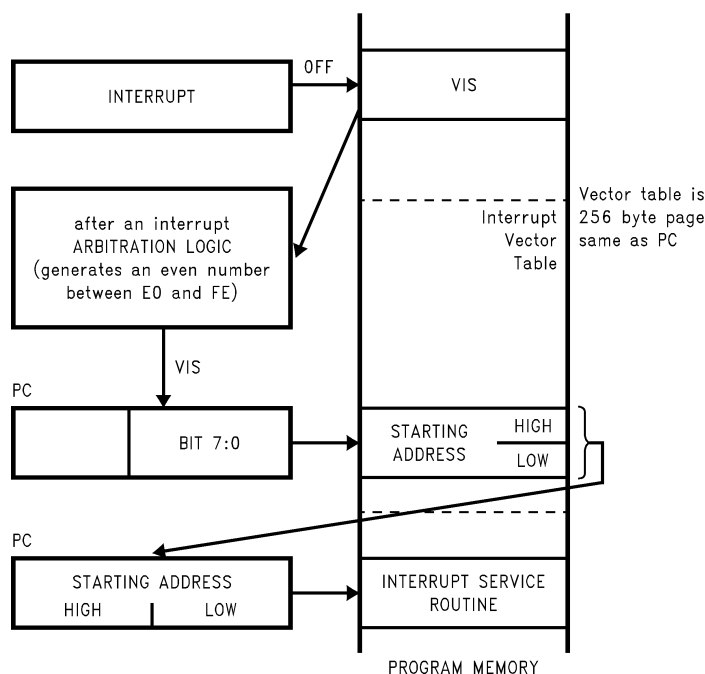 OFF
INTERRUPT
VIS
after an interrupt
ARBITRATION LOGIC
(generates an even number
between E0 and FE)
Interrupt
Vector
Table
Vector table is
256 byte page
same as PC
VIS
PC
BIT 7:0
STARTING
ADDRESS
HIGH
LOW
PC
STARTING ADDRESS
HIGH
LOW
INTERRUPT SERVICE
ROUTINE
PROGRAM MEMORY